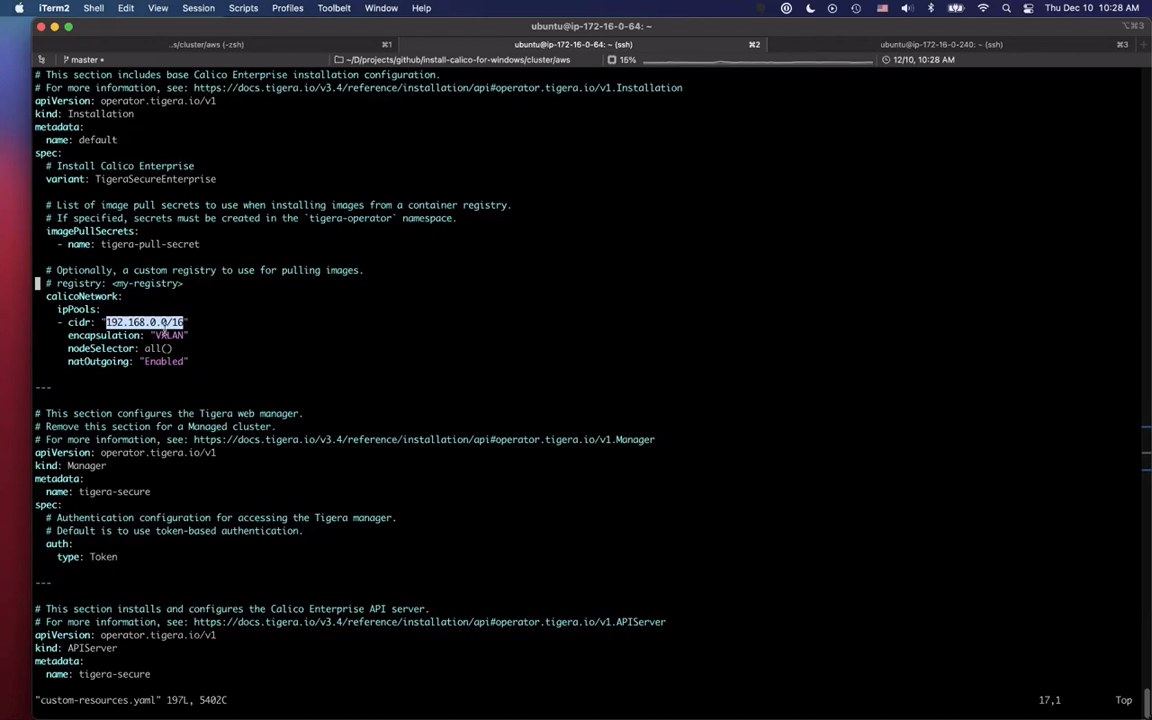 iTerm2 Shell Edit View Session Scripts Profiles Toolbelt Window Help Thu Dec 10 10:28 AM
ubuntu@ip-172-16-0-64: ~ ⌥⌘3
..s/cluster/aws (-zsh) ⌘1 ubuntu@ip-172-16-0-64: ~ (ssh) ⌘2 ubuntu@ip-172-16-0-240: ~ (ssh) ⌘3
master • ~/D/projects/github/install-calico-for-windows/cluster/aws 15% 12/10, 10:28 AM
# This section includes base Calico Enterprise installation configuration.
# For more information, see: https://docs.tigera.io/v3.4/reference/installation/api#operator.tigera.io/v1.Installation
apiVersion: operator.tigera.io/v1
kind: Installation
metadata:
name: default
spec:
# Install Calico Enterprise
variant: TigeraSecureEnterprise
# List of image pull secrets to use when installing images from a container registry.
# If specified, secrets must be created in the `tigera-operator` namespace.
imagePullSecrets:
- name: tigera-pull-secret
# Optionally, a custom registry to use for pulling images.
# registry: <my-registry>
calicoNetwork:
ipPools:
- cidr: "192.168.0.0/16"
encapsulation: "VXLAN"
nodeSelector: all()
natOutgoing: "Enabled"
---
# This section configures the Tigera web manager.
# Remove this section for a Managed cluster.
# For more information, see: https://docs.tigera.io/v3.4/reference/installation/api#operator.tigera.io/v1.Manager
apiVersion: operator.tigera.io/v1
kind: Manager
metadata:
name: tigera-secure
spec:
# Authentication configuration for accessing the Tigera manager.
# Default is to use token-based authentication.
auth:
type: Token
---
# This section installs and configures the Calico Enterprise API server.
# For more information, see: https://docs.tigera.io/v3.4/reference/installation/api#operator.tigera.io/v1.APIServer
apiVersion: operator.tigera.io/v1
kind: APIServer
metadata:
name: tigera-secure
"custom-resources.yaml" 197L, 5402C 17,1 Top